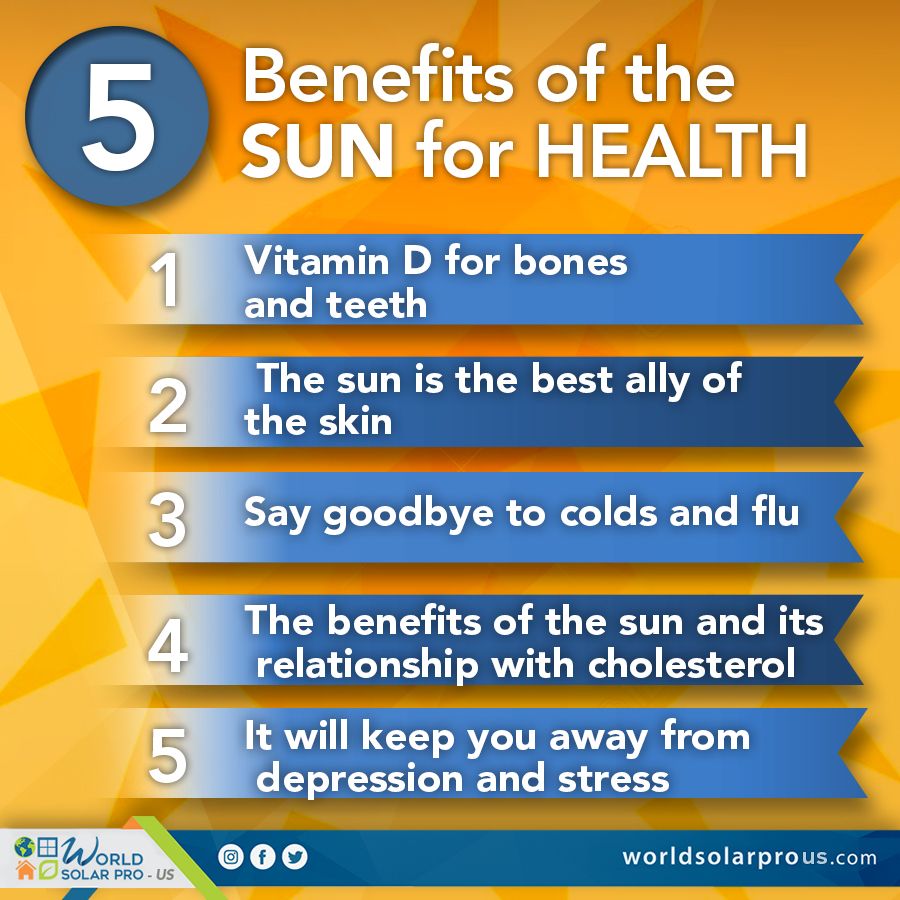 5
Benefits of the
SUN for HEALTH
1
Vitamin D for bones
and teeth
2
The sun is the best ally of
the skin
3
Say goodbye to colds and flu
4
The benefits of the sun and its
relationship with cholesterol
5
It will keep you away from
depression and stress
WORLD
SOLAR PRO - US
worldsolarprous.com